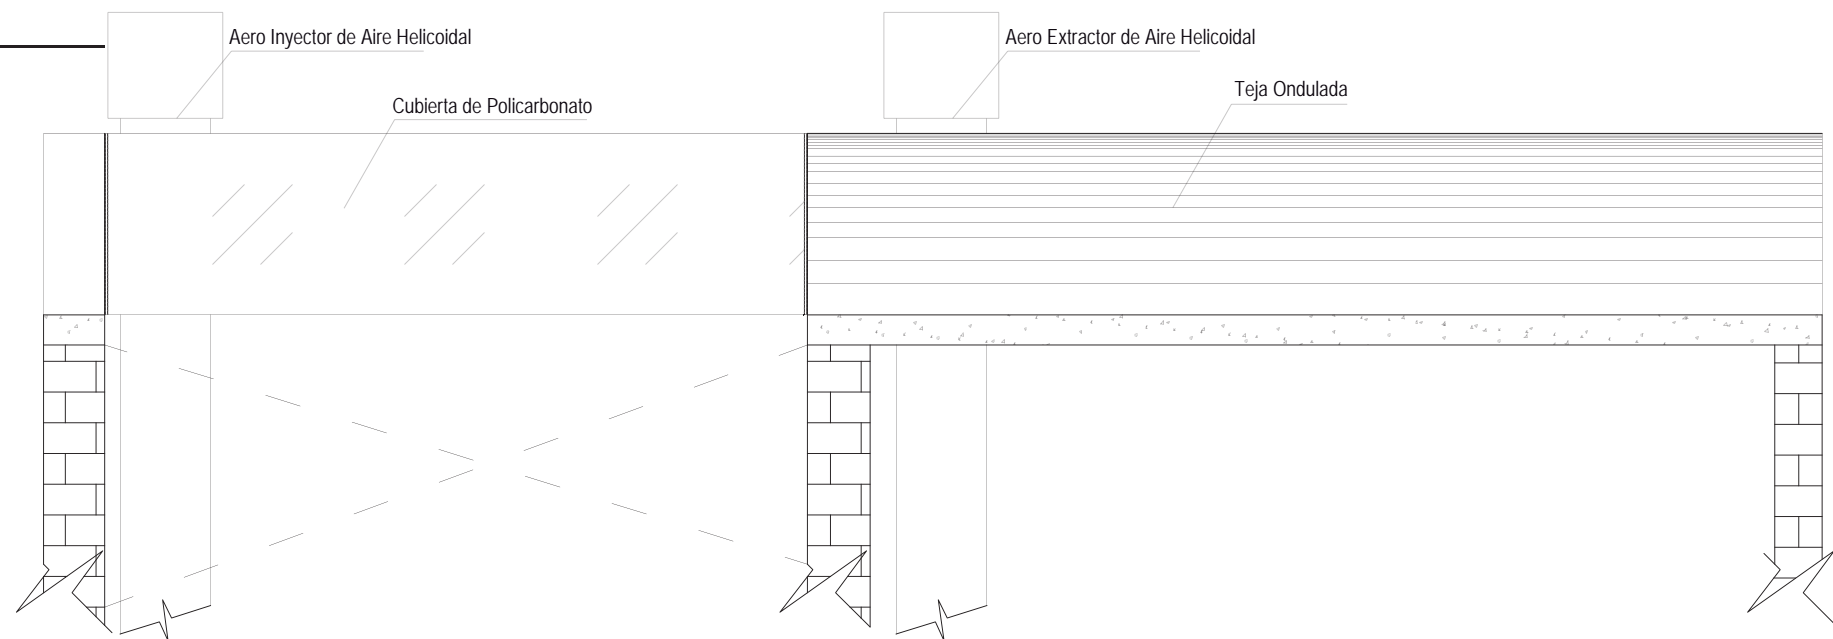 Aero Inyector de Aire Helicoidal
Aero Extractor de Aire Helicoidal
Teja Ondulada
Cubierta de Policarbonato